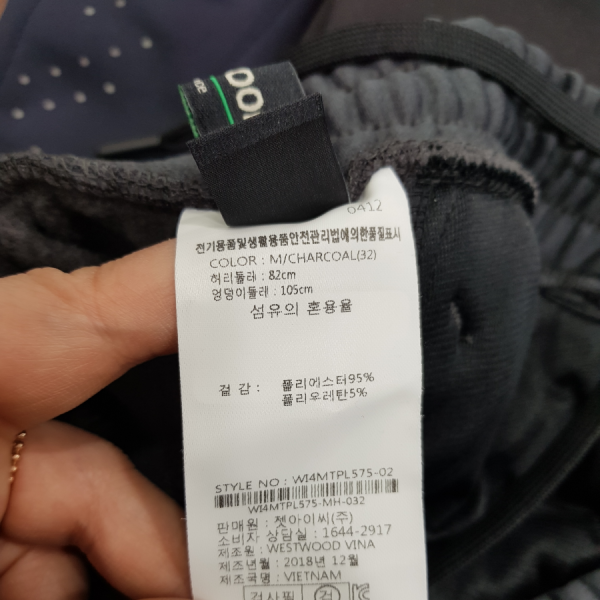 DO
0412
전기용품및생활용품안전관리법에의한품질표시
COLOR : M/CHARCOAL(32)
허리둘레 : 82cm
엉덩이둘레 : 105cm
섬유의 혼용율
겉감 : 폴리에스터95%
폴리우레탄5%
STYLE NO : WI4MTPL575-02
WI4MTPL575-MH-032
판매원 : 젯아이씨(주)
소비자 상담실 : 1644-2917
제조원 : WESTWOOD VINA
제조년월 : 2018년 12월
제조국명 : VIETNAM
검사필 검